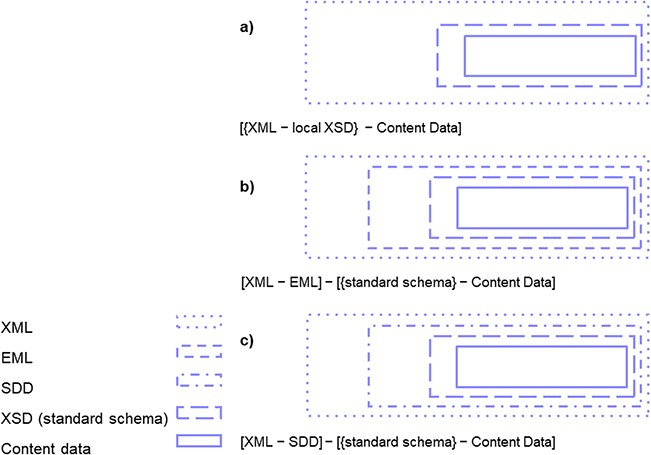 a)
[{XML − local XSD} − Content Data]
b)
[XML − EML] − [{standard schema} − Content Data]
c)
[XML − SDD] − [{standard schema} − Content Data]
XML
EML
SDD
XSD (standard schema)
Content data